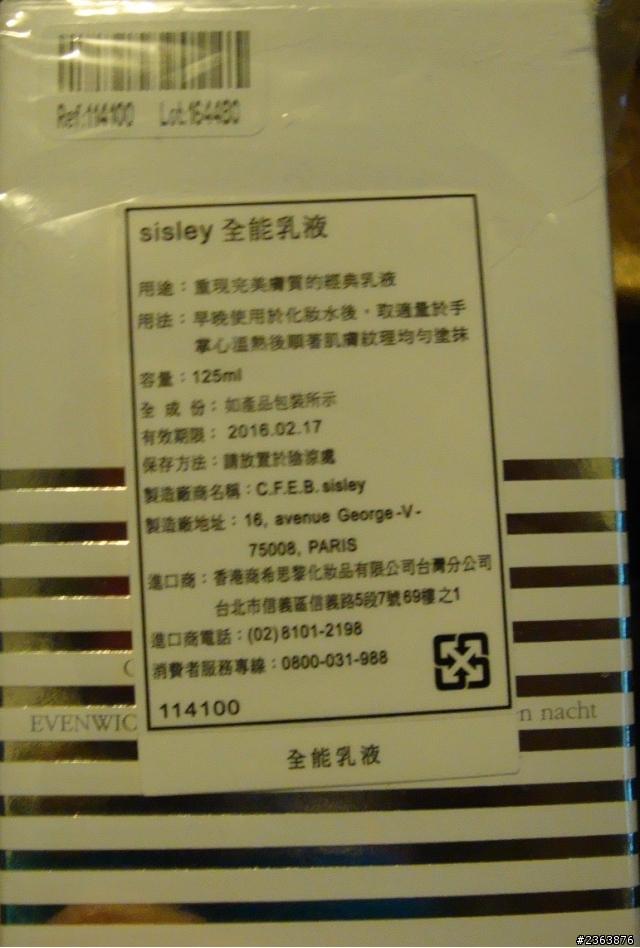 Ref:114100 Lot:164480
sisley 全能乳液
用途：重現完美膚質的經典乳液
用法：早晚使用於化妝水後，取適量於手
掌心溫熱後順著肌膚紋理均勻塗抹
容量：125ml
全成份：如產品包裝所示
有效期限：2016.02.17
保存方法：請放置於陰涼處
製造廠商名稱：C.F.E.B.sisley
製造廠地址：16, avenue George-V-
75008, PARIS
進口商：香港商希思黎化妝品有限公司台灣分公司
台北市信義區信義路5段7號69樓之1
進口商電話：(02)8101-2198
消費者服務專線：0800-031-988
114100
EVENWIC
n nacht
全能乳液
#2363876